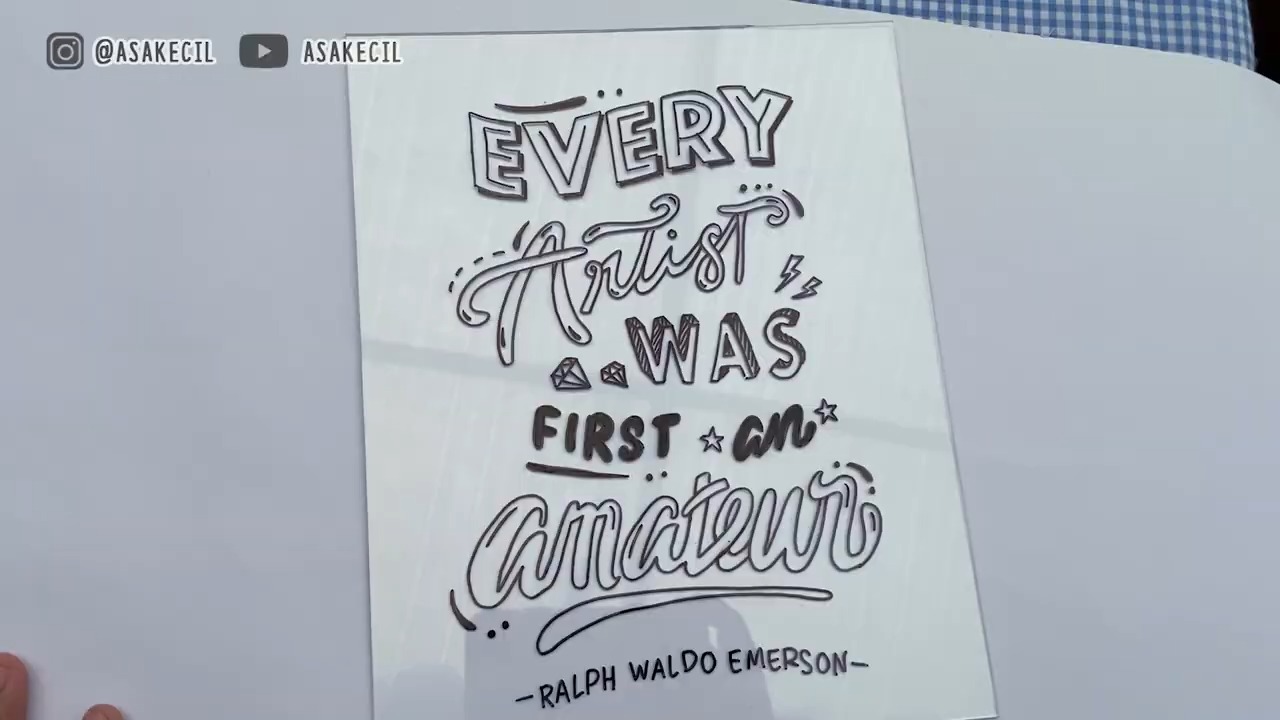 @ASAKECIL ASAKECIL
EVERY
Artist
WAS
FIRST an
amateur
-RALPH WALDO EMERSON-